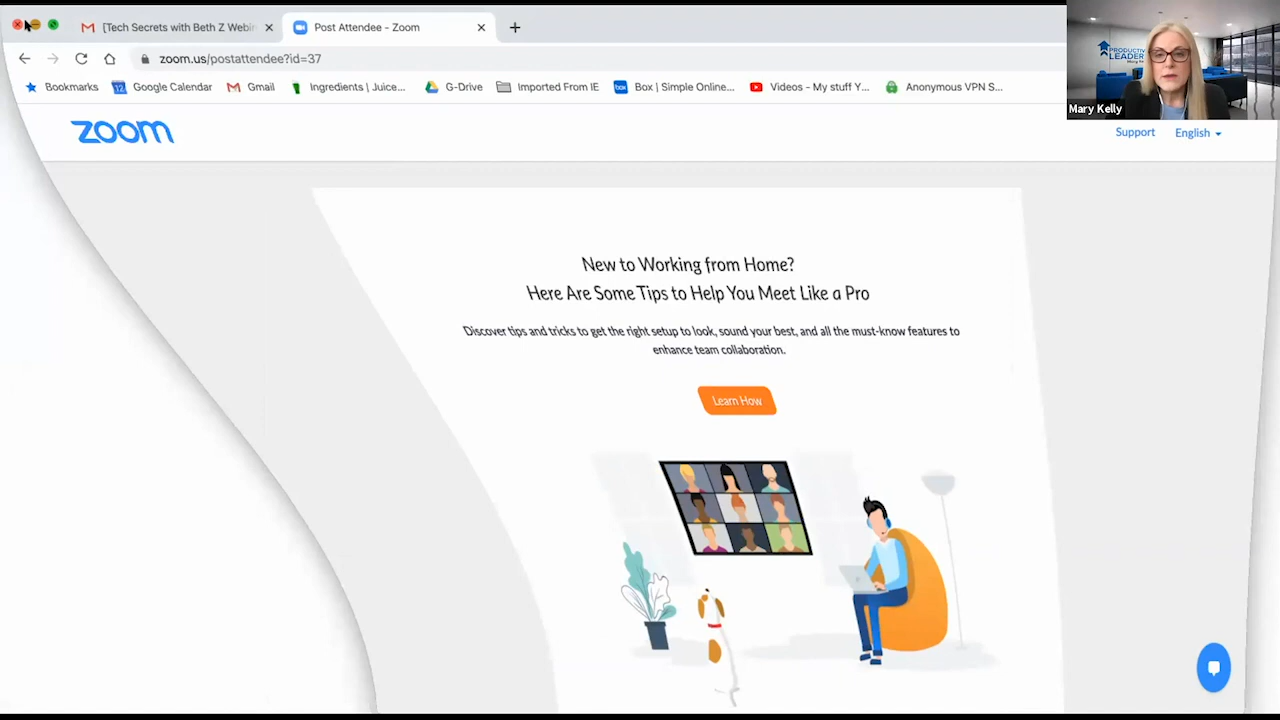 [Tech Secrets with Beth Z Webin
Post Attendee - Zoom
zoom.us/postattendee?id=37
Bookmarks
Google Calendar
Gmail
Ingredients | Juice...
G-Drive
Imported From IE
box
Box | Simple Online...
Videos - My stuff Y...
Anonymous VPN S...
PRODUCTIVE
LEADER
Mary Kelly
zoom
Support
English
New to Working from Home?
Here Are Some Tips to Help You Meet Like a Pro
Discover tips and tricks to get the right setup to look, sound your best, and all the must-know features to
enhance team collaboration.
Learn How